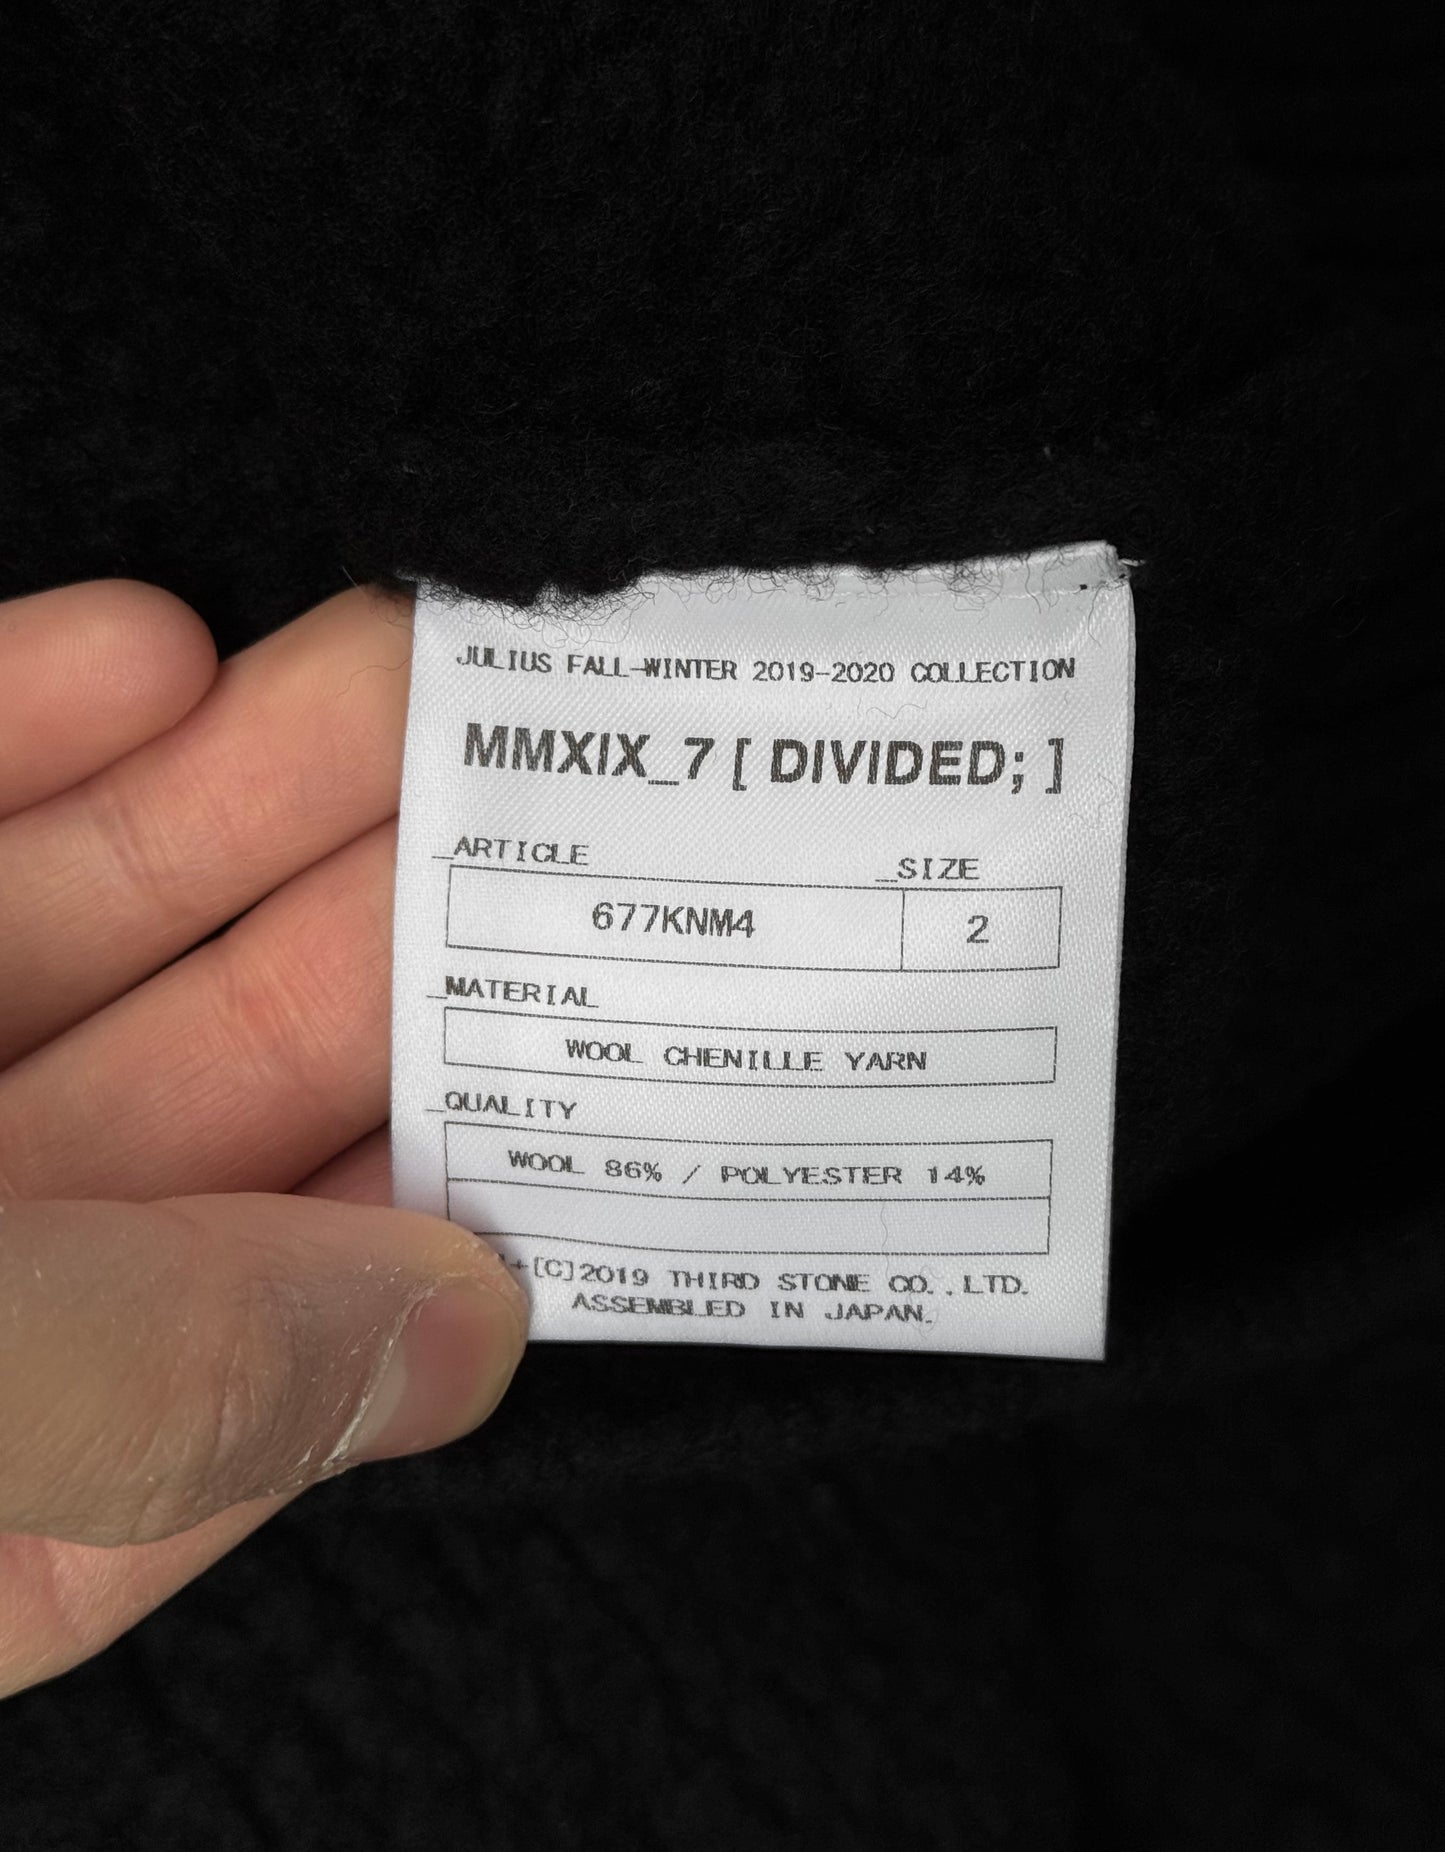 JULIUS FALL-WINTER 2019-2020 COLLECTION
MMXIX_7 [ DIVIDED; ]
_ARTICLE _SIZE
677KNM4 2
_MATERIAL
WOOL CHENILLE YARN
_QUALITY
WOOL 86% / POLYESTER 14%
+[C]2019 THIRD STONE CO.,LTD.
ASSEMBLED IN JAPAN.